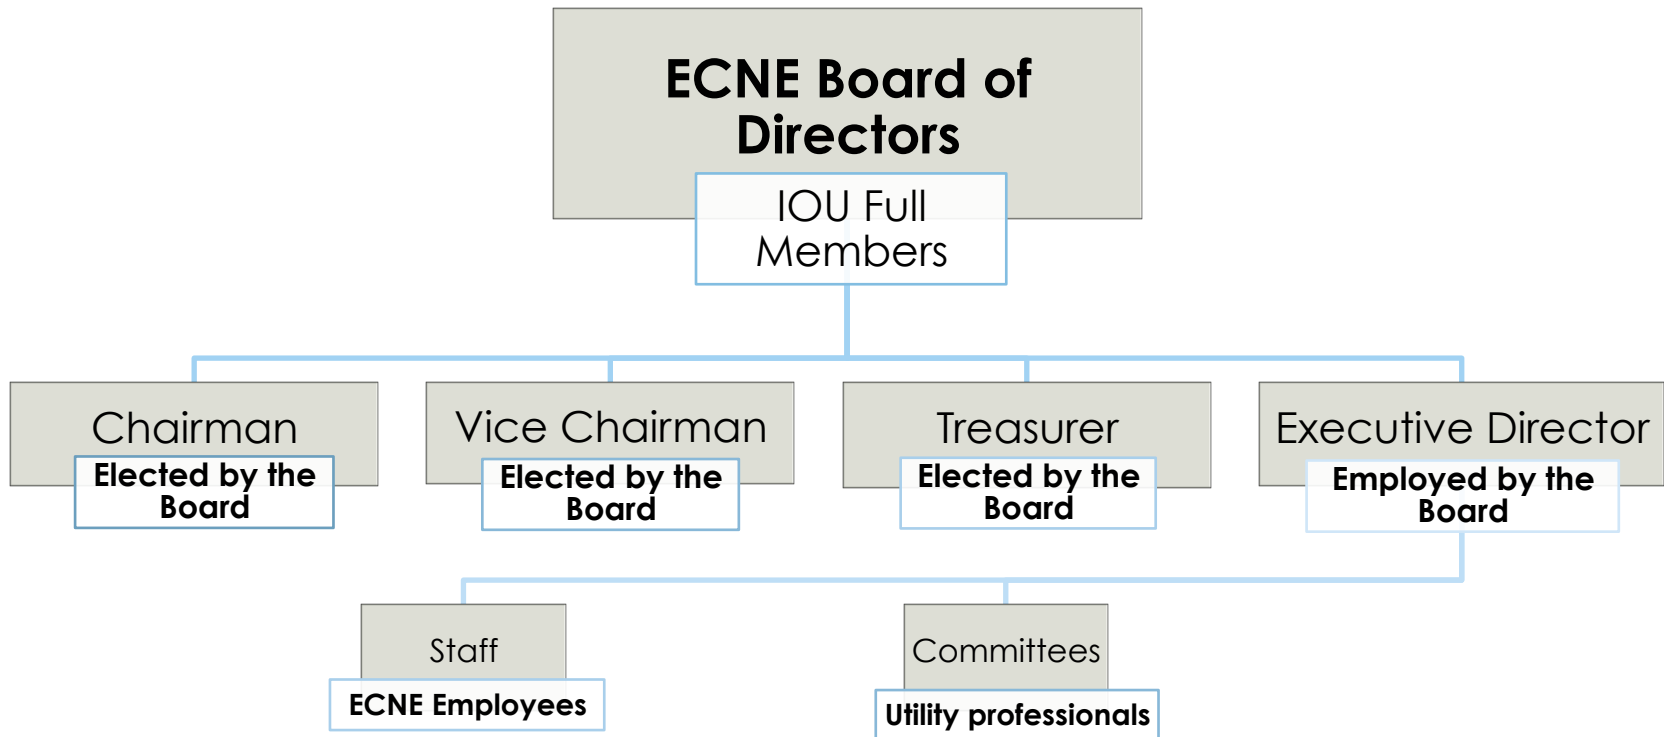 ECNE Board of
Directors
IOU Full
Members
Chairman
Elected by the
Board
Vice Chairman
Elected by the
Board
Treasurer
Elected by the
Board
Executive Director
Employed by the
Board
Staff
ECNE Employees
Committees
Utility professionals